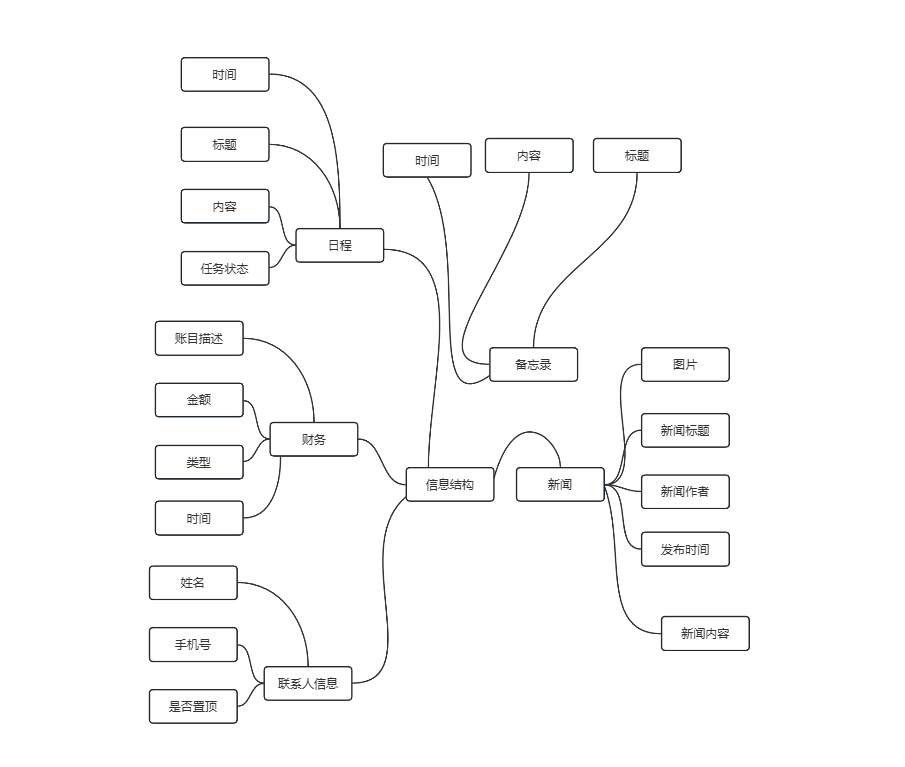 时间
标题
内容
任务状态
日程
时间
内容
标题
备忘录
账目描述
金额
类型
时间
财务
信息结构
新闻
图片
新闻标题
新闻作者
发布时间
新闻内容
姓名
手机号
是否置顶
联系人信息